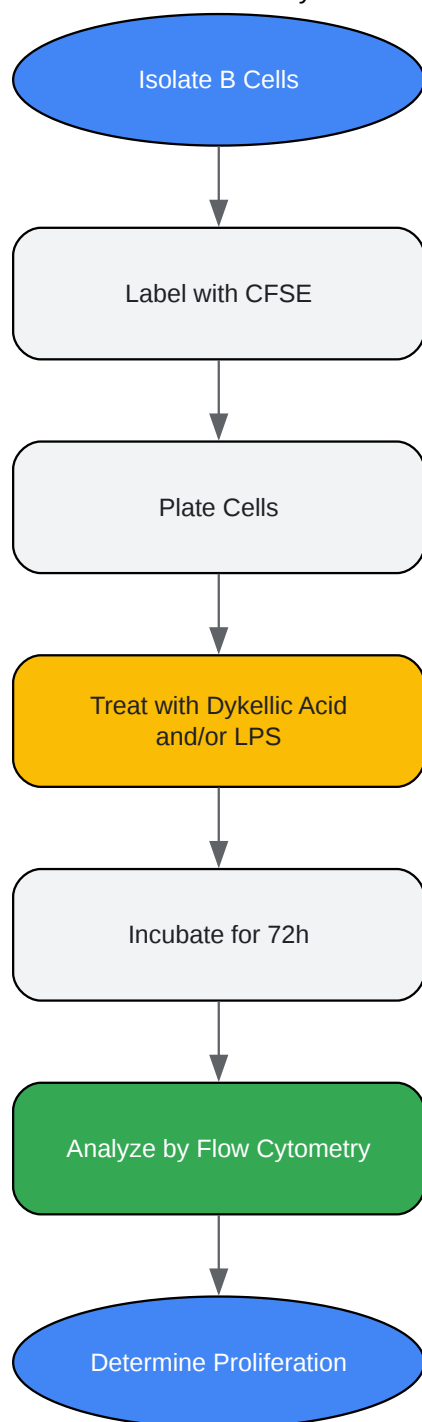 Isolate B Cells
Label with CFSE
Plate Cells
Treat with Dykellic Acid
and/or LPS
Incubate for 72h
Analyze by Flow Cytometry
Determine Proliferation